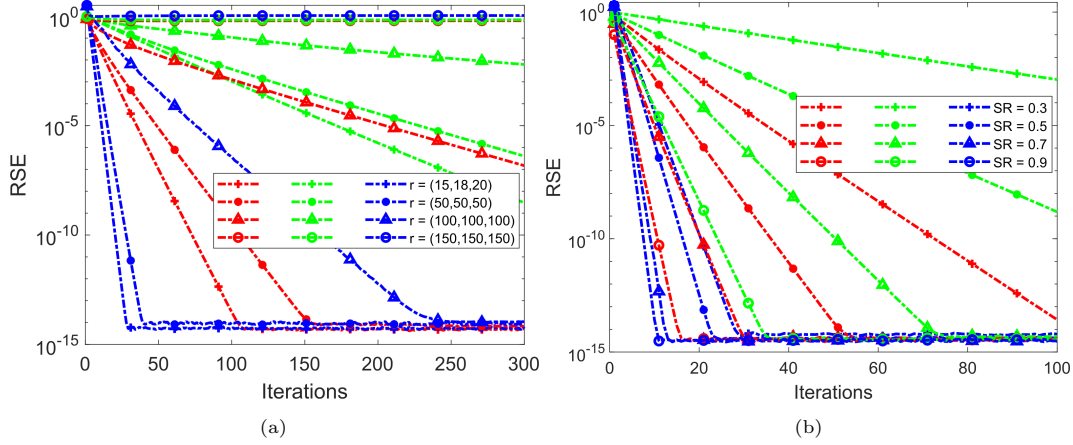 10^0
10^-5
10^-10
10^-15
RSE
0 50 100 150 200 250 300
Iterations
r = (15,18,20)
r = (50,50,50)
r = (100,100,100)
r = (150,150,150)
(a)
10^0
10^-5
10^-10
10^-15
RSE
0 20 40 60 80 100
Iterations
SR = 0.3
SR = 0.5
SR = 0.7
SR = 0.9
(b)